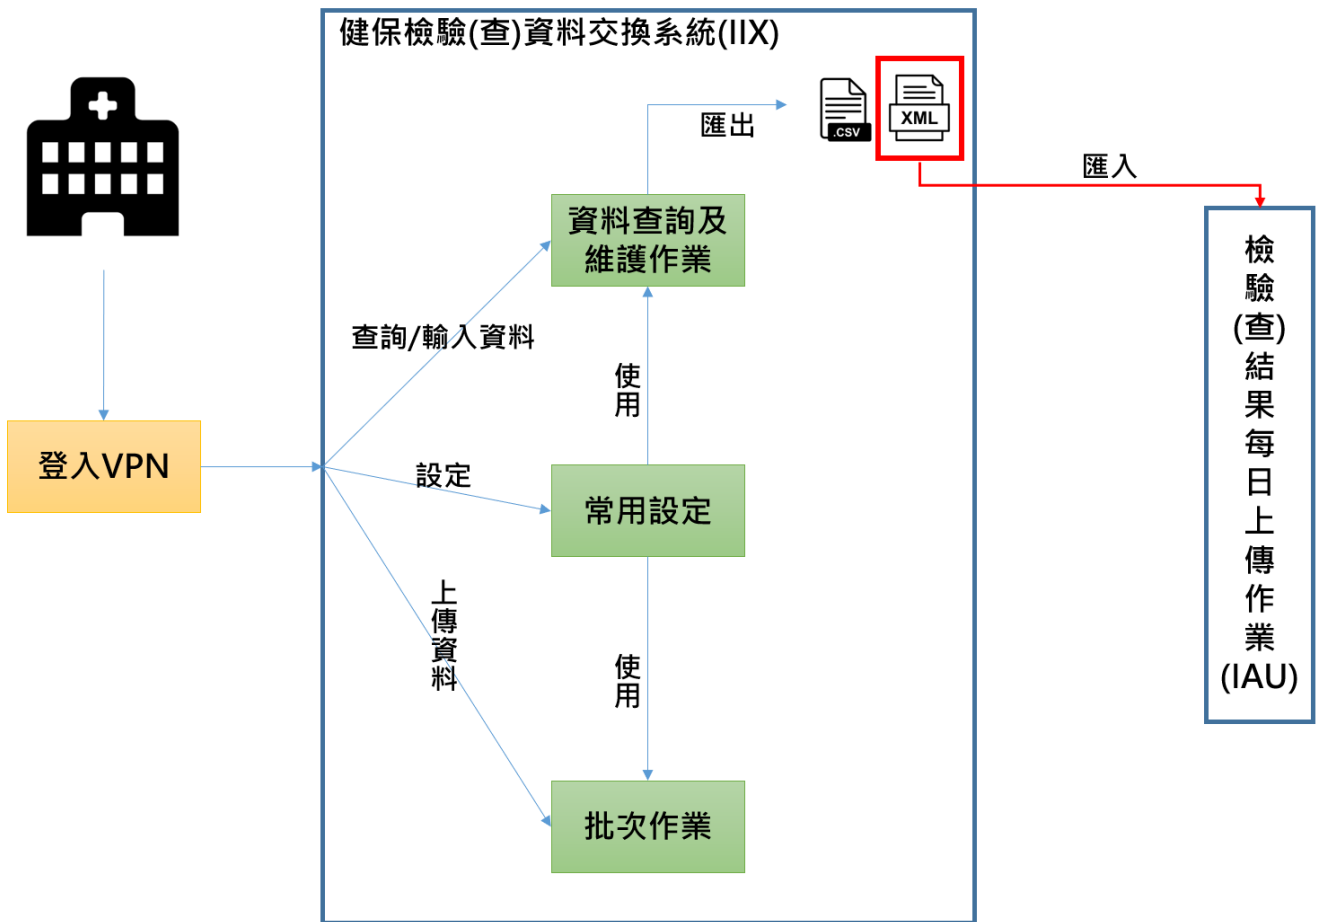 健保檢驗(查)資料交換系統(IIX)
匯出
.CSV
XML
匯入
資料查詢及
維護作業
查詢/輸入資料
使用
登入VPN
設定
常用設定
上傳資料
使用
批次作業
檢驗(查)結果每日上傳作業(IAU)